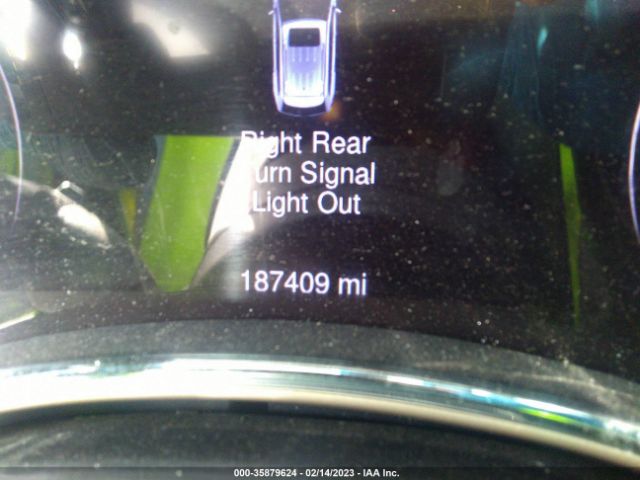 Right Rear
Turn Signal
Light Out
187409 mi
000-35879624 - 02/14/2023 - IAA Inc.